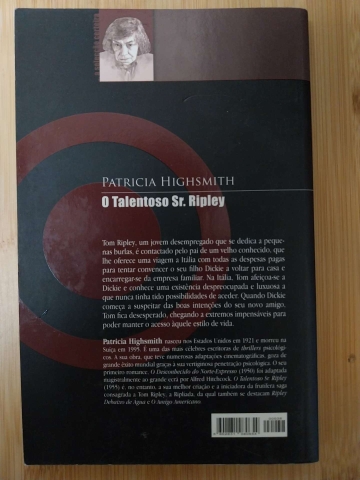 a colecção secreta
PATRICIA HIGHSMITH
O Talentoso Sr. Ripley
Tom Ripley, um jovem desempregado que se dedica a peque-
nas burlas, é contactado pelo pai de um velho conhecido, que
lhe oferece uma viagem a Itália com todas as despesas pagas
para tentar convencer o seu filho Dickie a voltar para casa e
encarregar-se da empresa familiar. Na Itália, Tom afeiçoa-se a
Dickie e conhece uma existência despreocupada e luxuosa a
que nunca tinha tido possibilidades de aceder. Quando Dickie
começa a suspeitar das boas intenções do seu novo amigo,
Tom fica desesperado, chegando a extremos impensáveis para
poder manter o acesso àquele estilo de vida.
Patricia Highsmith nasceu nos Estados Unidos em 1921 e morreu na
Suíça em 1995. É uma das mais célebres escritoras de thrillers psicológi-
cos. A sua obra, que teve numerosas adaptações cinematográficas, goza de
grande êxito mundial graças à sua vertiginosa penetração psicológica. O seu
primeiro romance, O Desconhecido do Norte-Expresso (1950) foi adaptada
magistralmente ao grande ecrã por Alfred Hitchcock. O Talentoso Sr. Ripley
(1955) é, no entanto, a sua melhor criação e a iniciadora da frutífera saga
consagrada a Tom Ripley, a Ripliada, da qual também se destacam Ripley
Debaixo de Água e O Amigo Americano.